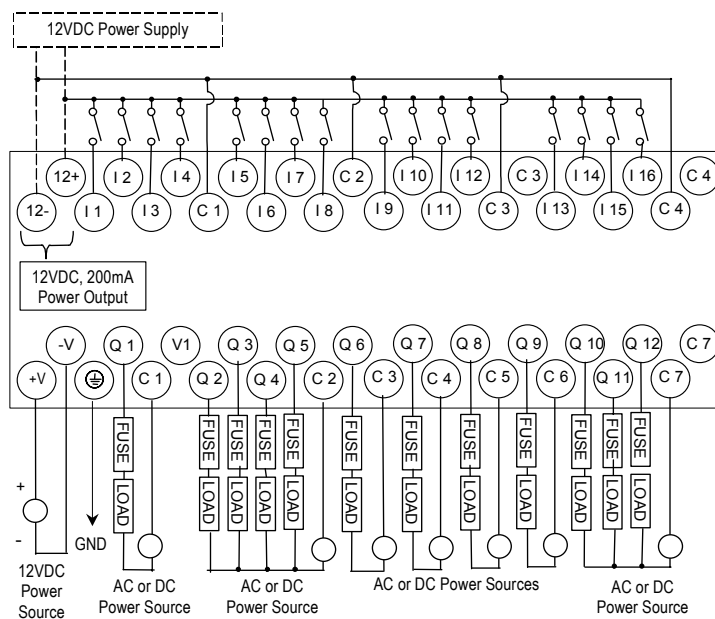 12VDC Power Supply
12+ I 2 I 4 I 5 I 7 C 2 I 10 I 12 C 3 I 14 I 16 C 4
12- I 1 I 3 C 1 I 6 I 8 I 9 I 11 C 3 I 13 I 15 C 4
12VDC, 200mA
Power Output
-V Q 1 V1 Q 3 Q 5 Q 6 Q 7 Q 8 Q 9 Q 10 Q 12 C 7
+V C 1 Q 2 Q 4 C 2 C 3 C 4 C 5 C 6 Q 11 C 7
FUSE FUSE FUSE FUSE FUSE FUSE FUSE FUSE FUSE FUSE FUSE FUSE
LOAD LOAD LOAD LOAD LOAD LOAD LOAD LOAD LOAD LOAD LOAD LOAD
+
-
GND
12VDC
Power
Source
AC or DC
Power Source
AC or DC
Power Source
AC or DC Power Sources
AC or DC
Power Source